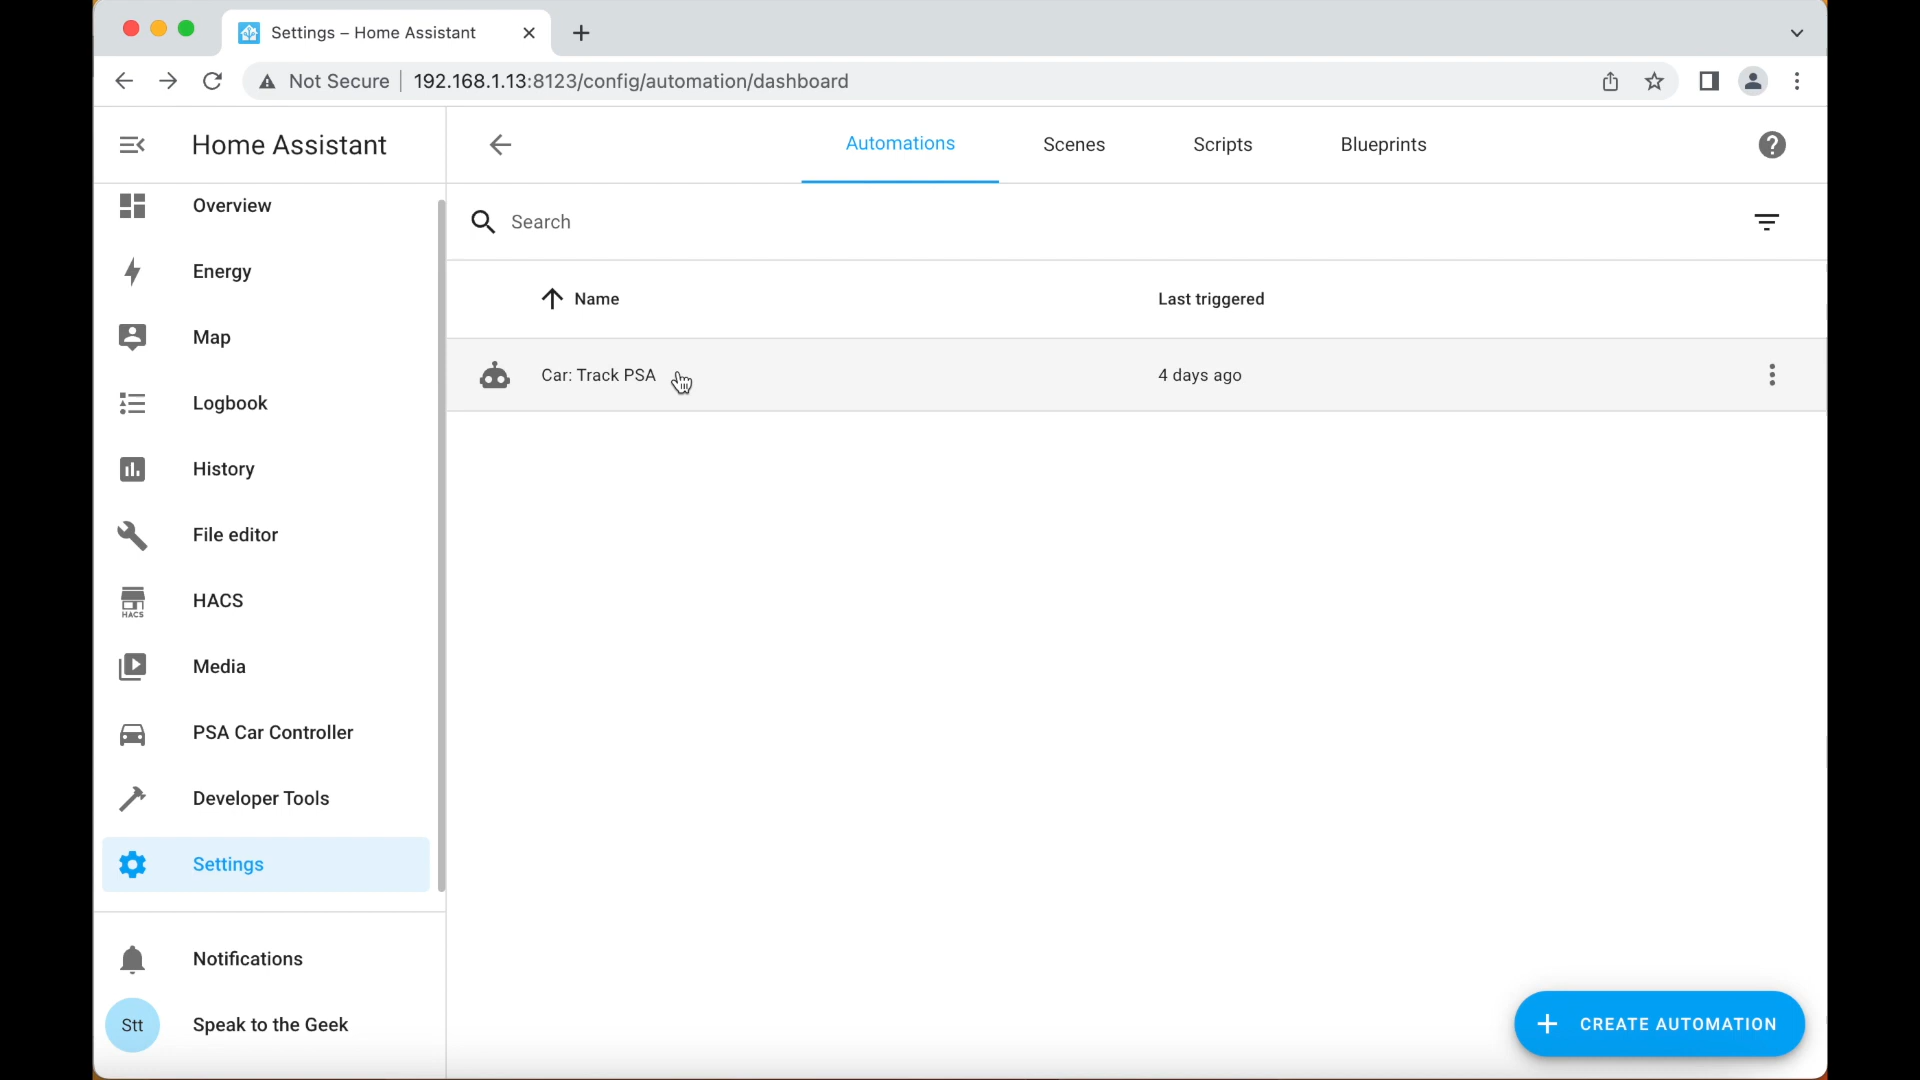 Settings – Home Assistant
Not Secure 192.168.1.13:8123/config/automation/dashboard
Home Assistant
Automations Scenes Scripts Blueprints
Overview
Search
Energy
Name Last triggered
Map
Car: Track PSA 4 days ago
Logbook
History
File editor
HACS
HACS
Media
PSA Car Controller
Developer Tools
Settings
Notifications
Stt Speak to the Geek
CREATE AUTOMATION